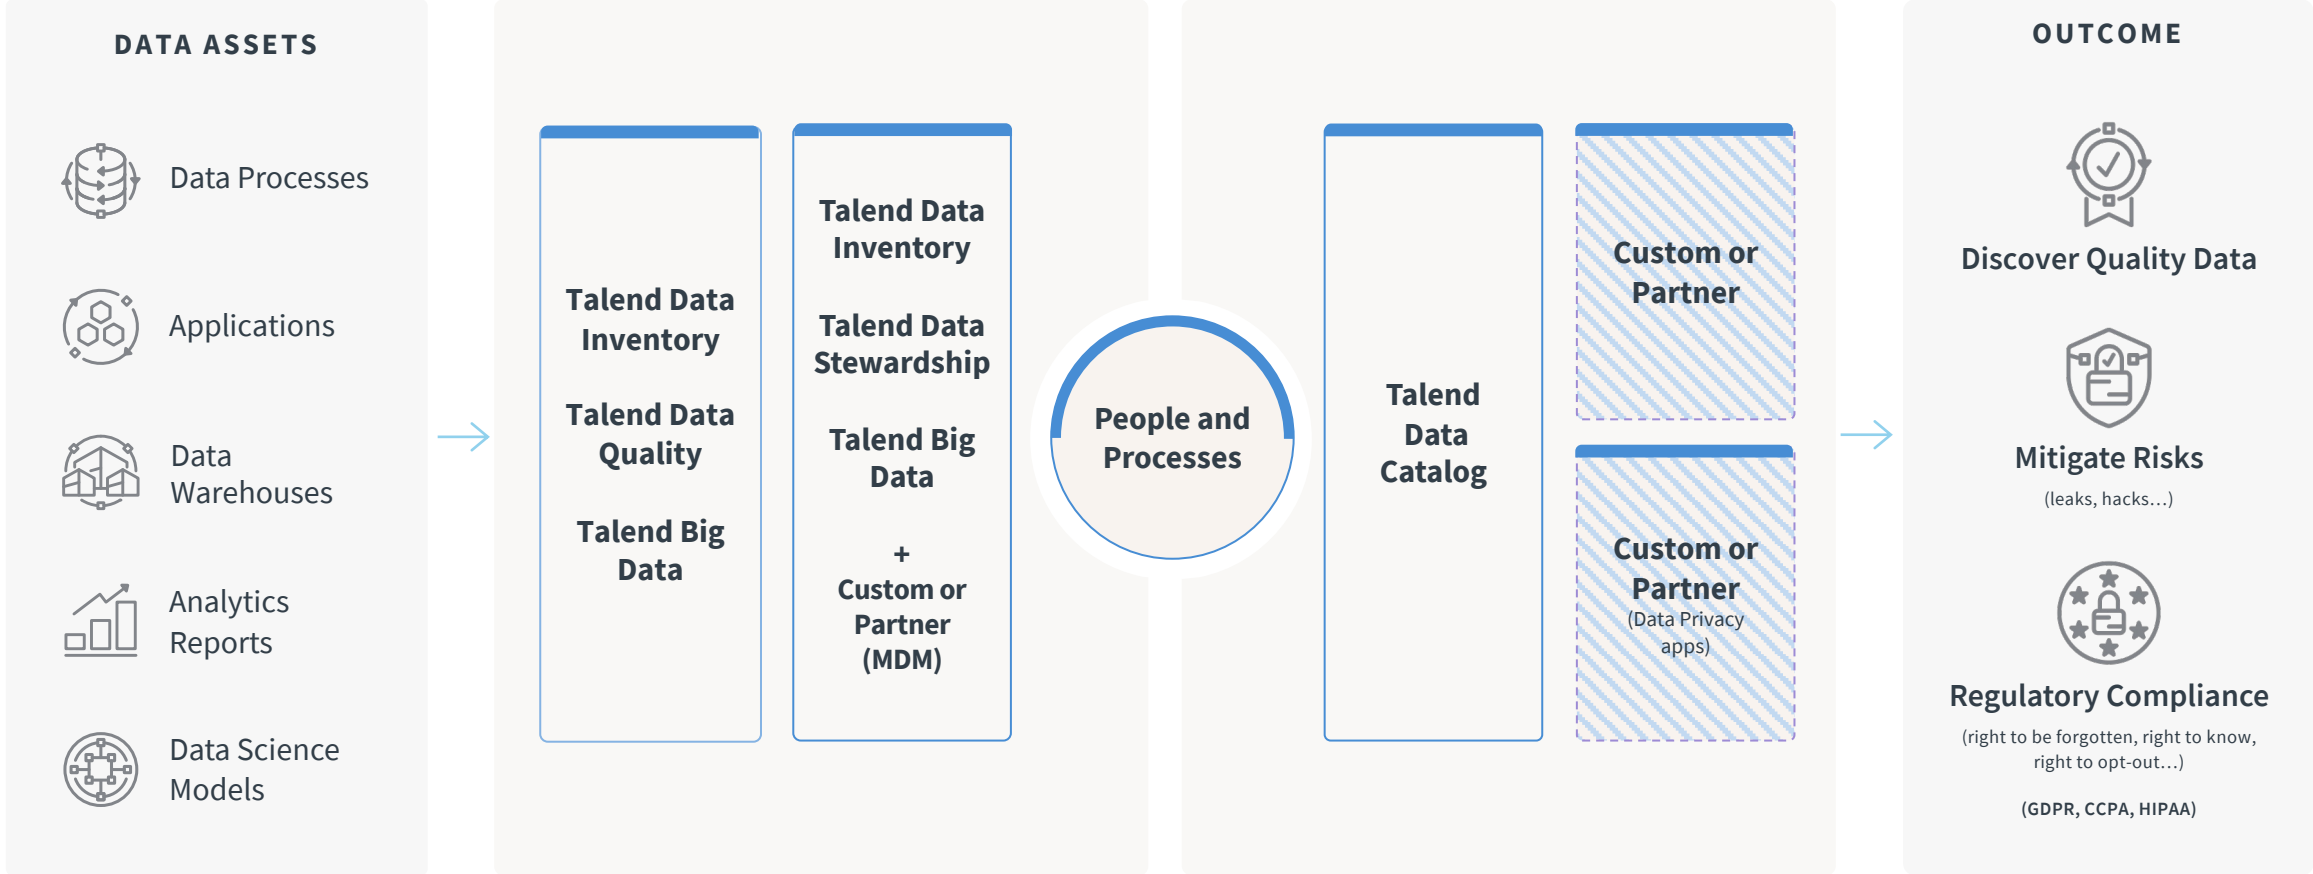 DATA ASSETS
Data Processes
Applications
Data
Warehouses
Analytics
Reports
Data Science
Models
Talend Data
Inventory
Talend Data
Quality
Talend Big
Data
Talend Data
Inventory
Talend Data
Stewardship
Talend Big
Data
+
Custom or
Partner
(MDM)
People and
Processes
Talend
Data
Catalog
Custom or
Partner
Custom or
Partner
(Data Privacy
apps)
OUTCOME
Discover Quality Data
Mitigate Risks
(leaks, hacks...)
Regulatory Compliance
(right to be forgotten, right to know,
right to opt-out...)
(GDPR, CCPA, HIPAA)